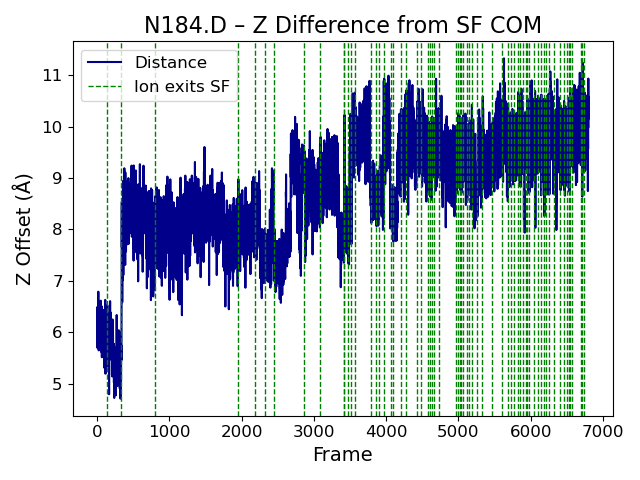 N184.D – Z Difference from SF COM
Distance
Ion exits SF
Z Offset (Å)
11
10
9
8
7
6
5
0 1000 2000 3000 4000 5000 6000 7000
Frame